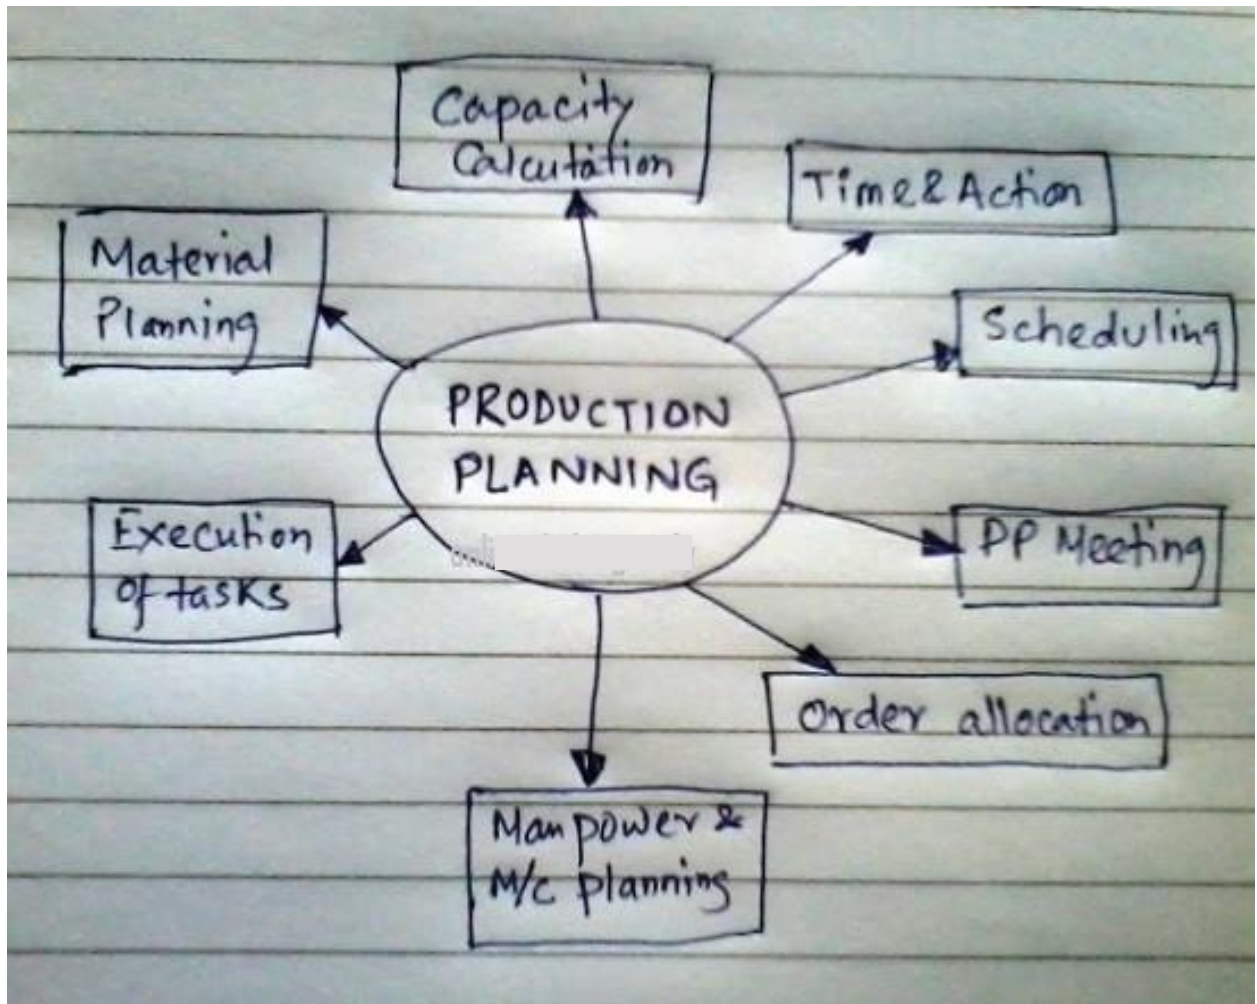 Capacity
Calculation
Time & Action
Material
Planning
Scheduling
PRODUCTION
PLANNING
Execution
of tasks
PP Meeting
Order allocation
Manpower &
M/c planning